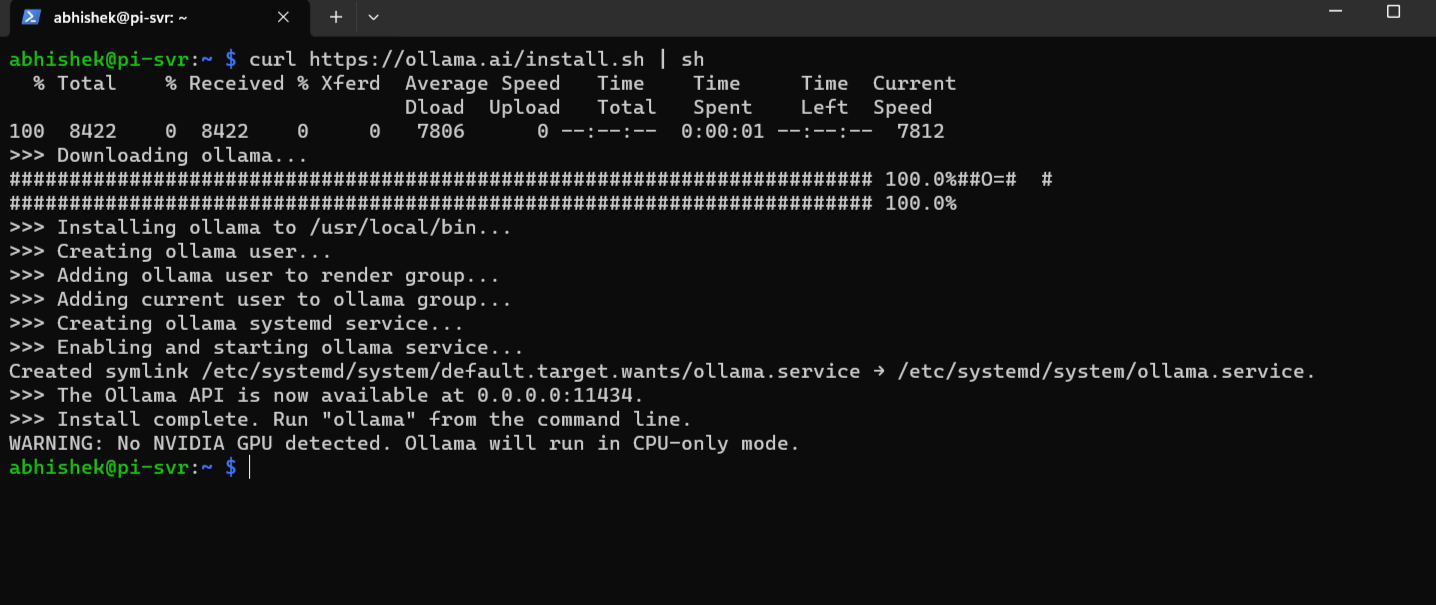 abhishek@pi-svr: ~
abhishek@pi-svr:~ $ curl https://ollama.ai/install.sh | sh
  % Total    % Received % Xferd  Average Speed   Time    Time     Time  Current
                                 Dload  Upload   Total   Spent    Left  Speed
100  8422    0  8422    0     0   7806      0 --:--:--  0:00:01 --:--:--  7812
>>> Downloading ollama...
######################################################################## 100.0%##O=#  #
######################################################################## 100.0%
>>> Installing ollama to /usr/local/bin...
>>> Creating ollama user...
>>> Adding ollama user to render group...
>>> Adding current user to ollama group...
>>> Creating ollama systemd service...
>>> Enabling and starting ollama service...
Created symlink /etc/systemd/system/default.target.wants/ollama.service → /etc/systemd/system/ollama.service.
>>> The Ollama API is now available at 0.0.0.0:11434.
>>> Install complete. Run "ollama" from the command line.
WARNING: No NVIDIA GPU detected. Ollama will run in CPU-only mode.
abhishek@pi-svr:~ $